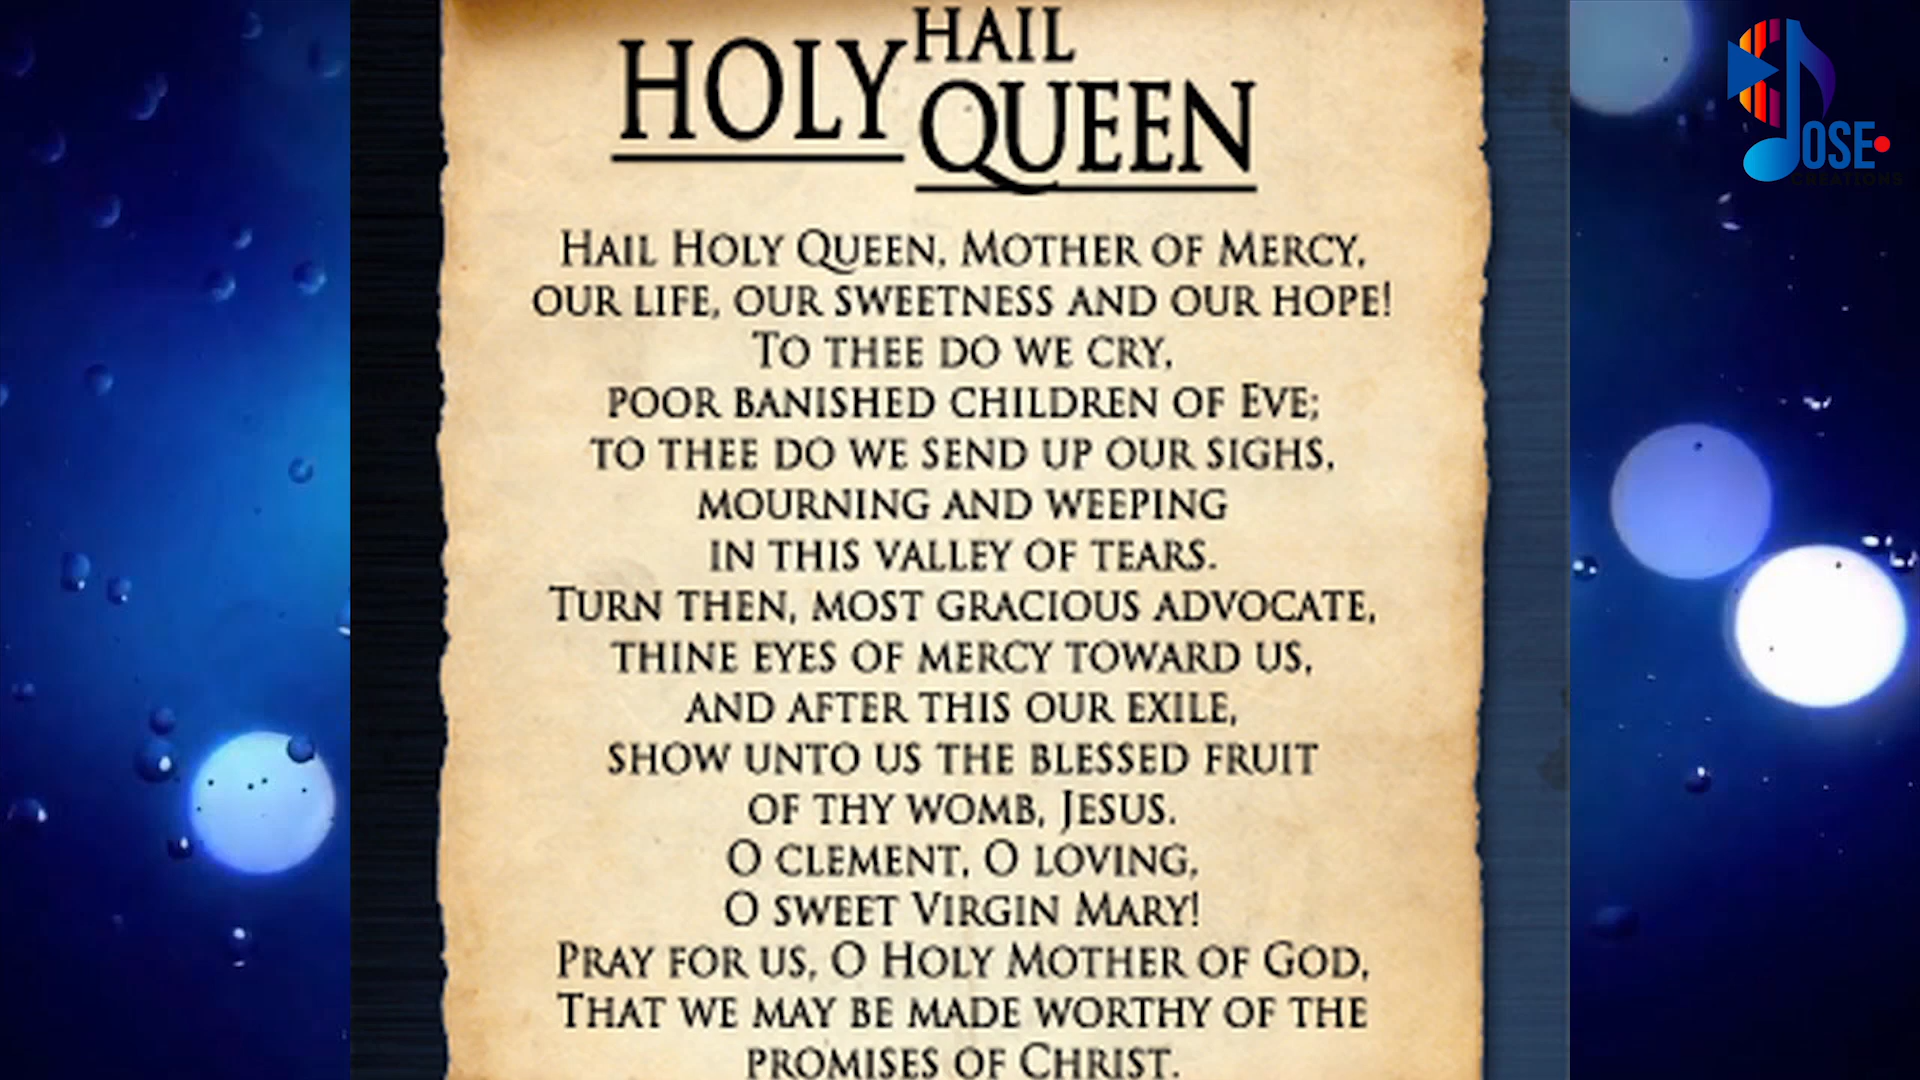 HAIL
HOLY QUEEN
HAIL HOLY QUEEN, MOTHER OF MERCY,
OUR LIFE, OUR SWEETNESS AND OUR HOPE!
TO THEE DO WE CRY,
POOR BANISHED CHILDREN OF EVE;
TO THEE DO WE SEND UP OUR SIGHS,
MOURNING AND WEEPING
IN THIS VALLEY OF TEARS.
TURN THEN, MOST GRACIOUS ADVOCATE,
THINE EYES OF MERCY TOWARD US,
AND AFTER THIS OUR EXILE,
SHOW UNTO US THE BLESSED FRUIT
OF THY WOMB, JESUS.
O CLEMENT, O LOVING,
O SWEET VIRGIN MARY!
PRAY FOR US, O HOLY MOTHER OF GOD,
THAT WE MAY BE MADE WORTHY OF THE
PROMISES OF CHRIST.
JOSE
CREATIONS